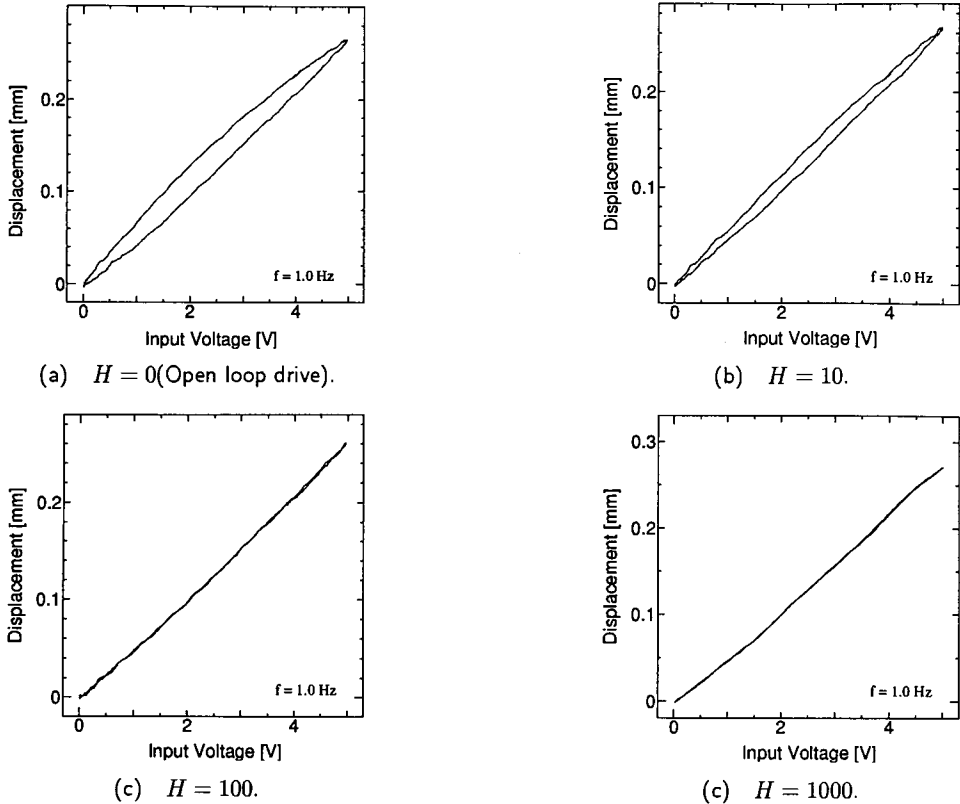 Displacement [mm]
0.2
0.1
0
f = 1.0 Hz
0 2 4
Input Voltage [V]
(a) H = 0(Open loop drive).
Displacement [mm]
0.2
0.1
0
f = 1.0 Hz
0 2 4
Input Voltage [V]
(b) H = 10.
Displacement [mm]
0.2
0.1
0
f = 1.0 Hz
0 2 4
Input Voltage [V]
(c) H = 100.
Displacement [mm]
0.3
0.2
0.1
0
f = 1.0 Hz
0 2 4
Input Voltage [V]
(c) H = 1000.